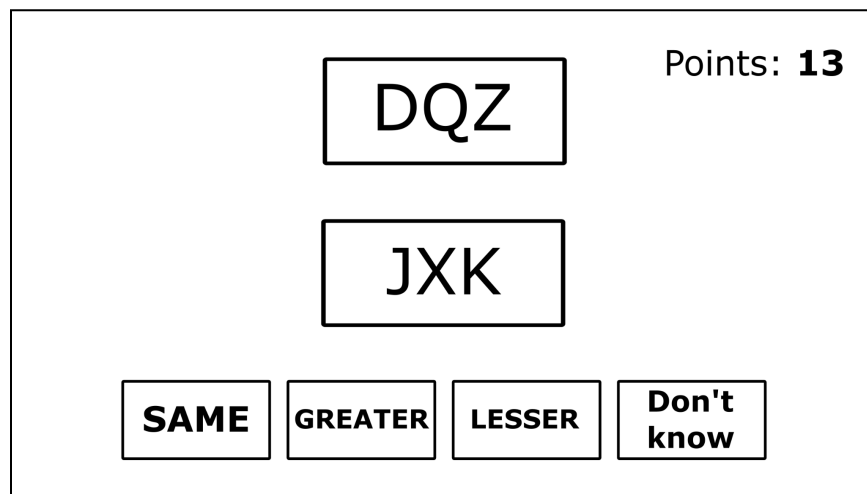 Points: 13
DQZ
JXK
SAME
GREATER
LESSER
Don't
know